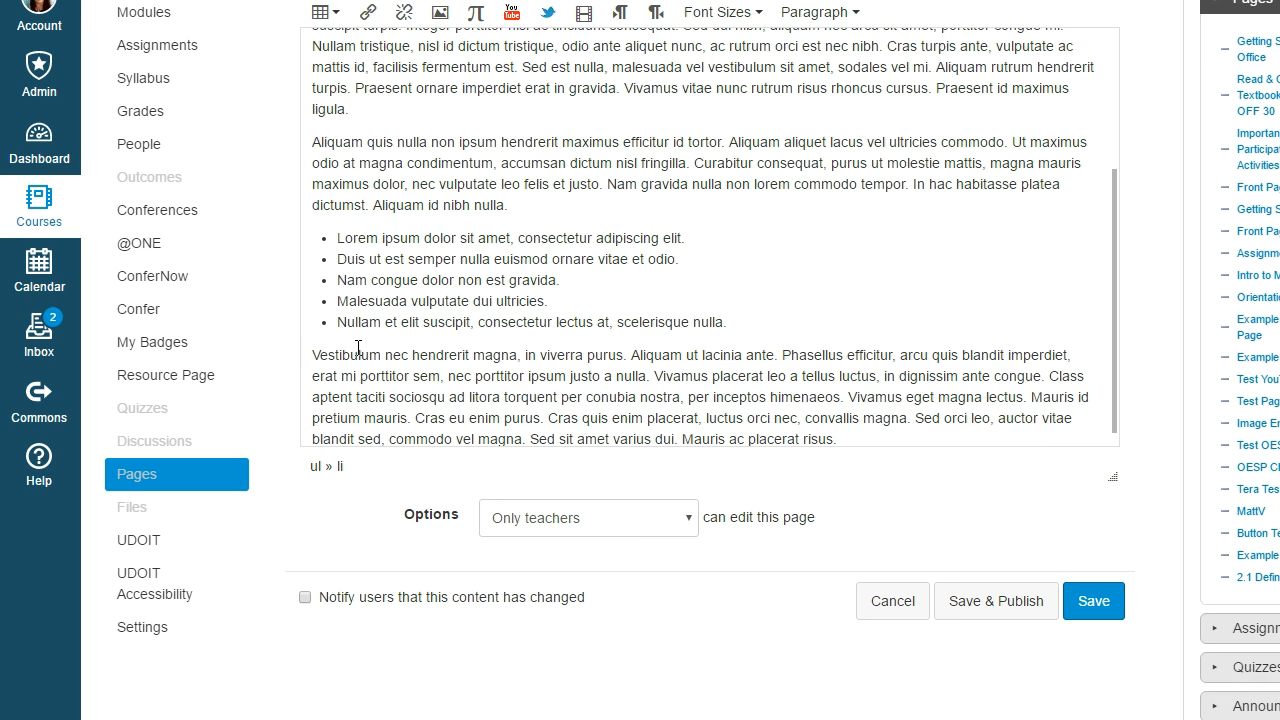 Account
Admin
Dashboard
Courses
Calendar
2
Inbox
Commons
Help
Modules
Assignments
Syllabus
Grades
People
Outcomes
Conferences
@ONE
ConferNow
Confer
My Badges
Resource Page
Quizzes
Discussions
Pages
Files
UDOIT
UDOIT
Accessibility
Settings
You
Tube
Font Sizes
Paragraph
Nullam tristique, nisl id dictum tristique, odio ante aliquet nunc, ac rutrum orci est nec nibh. Cras turpis ante, vulputate ac
mattis id, facilisis fermentum est. Sed est nulla, malesuada vel vestibulum sit amet, sodales vel mi. Aliquam rutrum hendrerit
turpis. Praesent ornare imperdiet erat in gravida. Vivamus vitae nunc rutrum risus rhoncus cursus. Praesent id maximus
ligula.
Aliquam quis nulla non ipsum hendrerit maximus efficitur id tortor. Aliquam aliquet lacus vel ultricies commodo. Ut maximus
odio at magna condimentum, accumsan dictum nisl fringilla. Curabitur consequat, purus ut molestie mattis, magna mauris
maximus dolor, nec vulputate leo felis et justo. Nam gravida nulla non lorem commodo tempor. In hac habitasse platea
dictumst. Aliquam id nibh nulla.
• Lorem ipsum dolor sit amet, consectetur adipiscing elit.
• Duis ut est semper nulla euismod ornare vitae et odio.
• Nam congue dolor non est gravida.
• Malesuada vulputate dui ultricies.
• Nullam et elit suscipit, consectetur lectus at, scelerisque nulla.
Vestibulum nec hendrerit magna, in viverra purus. Aliquam ut lacinia ante. Phasellus efficitur, arcu quis blandit imperdiet,
erat mi porttitor sem, nec porttitor ipsum justo a nulla. Vivamus placerat leo a tellus luctus, in dignissim ante congue. Class
aptent taciti sociosqu ad litora torquent per conubia nostra, per inceptos himenaeos. Vivamus eget magna lectus. Mauris id
pretium mauris. Cras eu enim purus. Cras quis enim placerat, luctus orci nec, convallis magna. Sed orci leo, auctor vitae
blandit sed, commodo vel magna. Sed sit amet varius dui. Mauris ac placerat risus.
ul » li
Options
Only teachers
can edit this page
Notify users that this content has changed
Cancel
Save & Publish
Save
Pages
Getting S
Office
Read & C
Textbook
OFF 30
Importan
Participat
Activities
Front Pa
Getting S
Front Pa
Assignm
Intro to M
Orientati
Example
Page
Example
Test You
Test Pag
Image Er
Test OES
OESP Cl
Tera Tes
MattV
Button Te
Example
2.1 Defin
Assignn
Quizzes
Announ